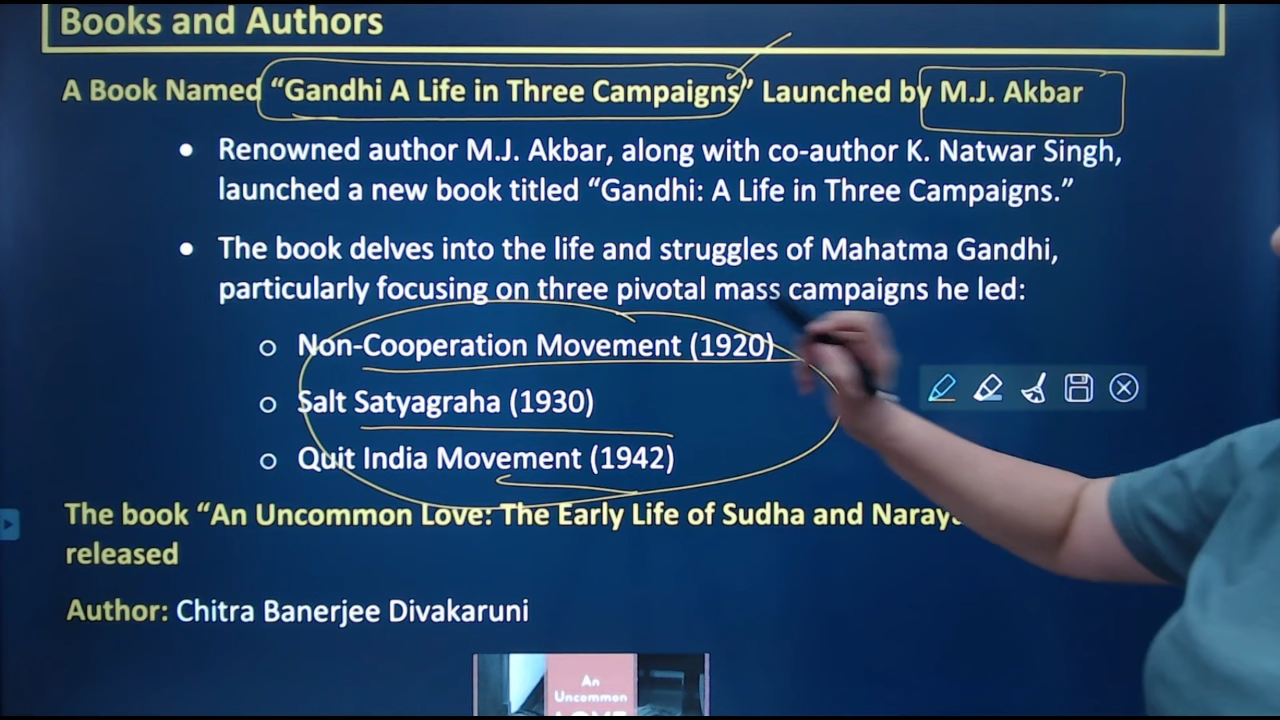 Books and Authors
A Book Named “Gandhi A Life in Three Campaigns” Launched by M.J. Akbar
• Renowned author M.J. Akbar, along with co-author K. Natwar Singh,
launched a new book titled “Gandhi: A Life in Three Campaigns.”
• The book delves into the life and struggles of Mahatma Gandhi,
particularly focusing on three pivotal mass campaigns he led:
o Non-Cooperation Movement (1920)
o Salt Satyagraha (1930)
o Quit India Movement (1942)
The book “An Uncommon Love: The Early Life of Sudha and
released
Author: Chitra Banerjee Divakaruni
An
Uncommon